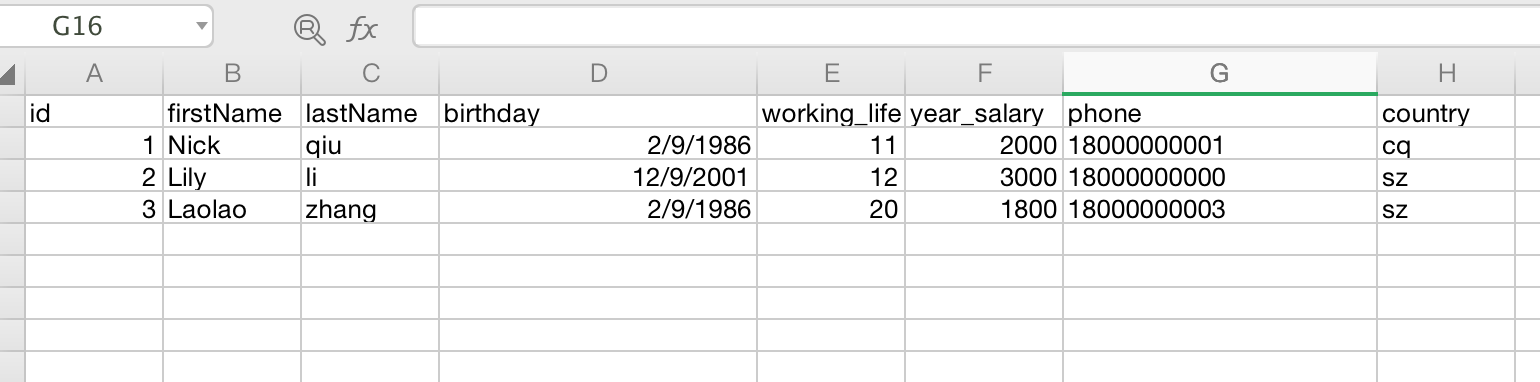 G16 fx
A B C D E F G H
id firstName lastName birthday working_life year_salary phone country
1 Nick qiu 2/9/1986 11 2000 18000000001 cq
2 Lily li 12/9/2001 12 3000 18000000000 sz
3 Laolao zhang 2/9/1986 20 1800 18000000003 sz